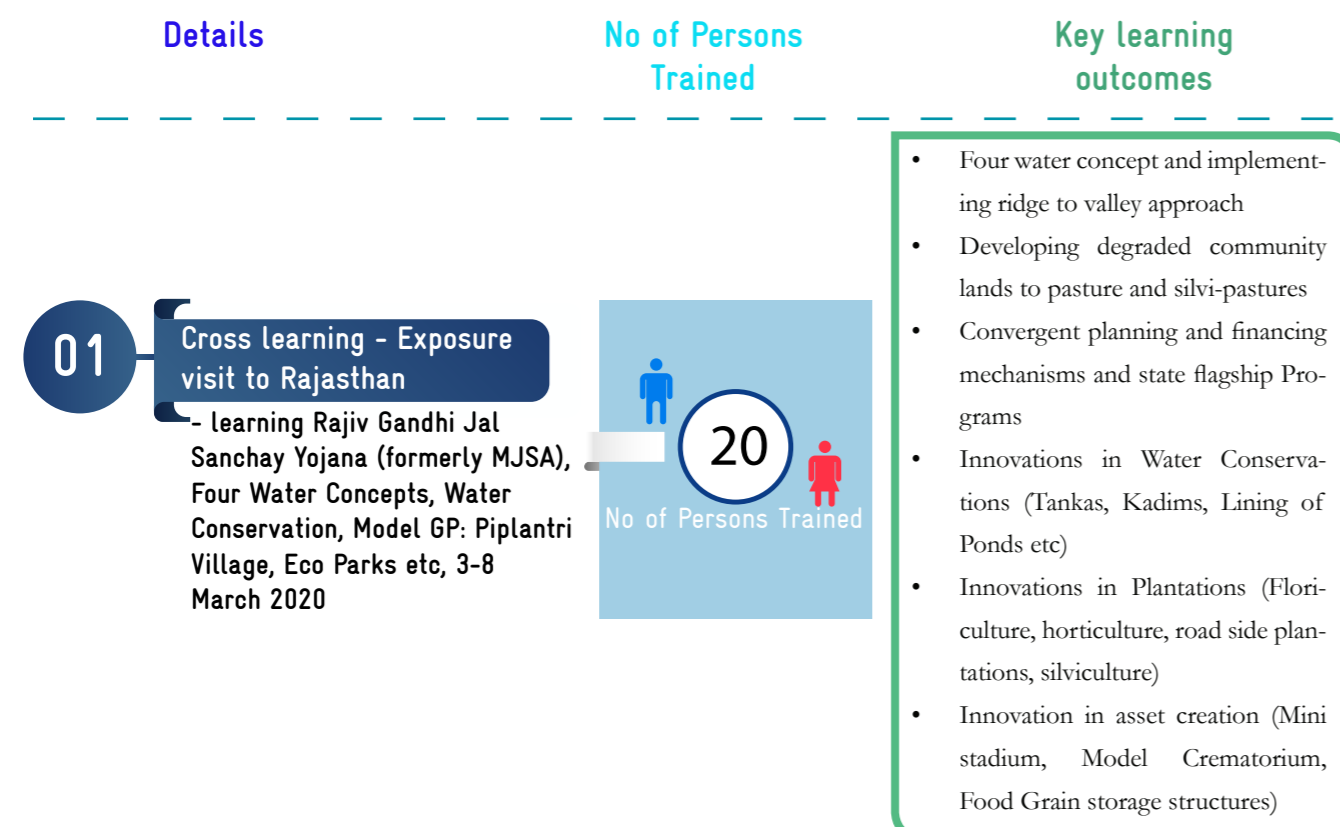 Details
No of Persons
Trained
Key learning
outcomes
01
Cross learning - Exposure
visit to Rajasthan
- learning Rajiv Gandhi Jal
Sanchay Yojana (formerly MJSA),
Four Water Concepts, Water
Conservation, Model GP: Piplantri
Village, Eco Parks etc, 3-8
March 2020
20
No of Persons Trained
• Four water concept and implement-
ing ridge to valley approach
• Developing degraded community
lands to pasture and silvi-pastures
• Convergent planning and financing
mechanisms and state flagship Pro-
grams
• Innovations in Water Conserva-
tions (Tankas, Kadims, Lining of
Ponds etc)
• Innovations in Plantations (Flori-
culture, horticulture, road side plan-
tations, silviculture)
• Innovation in asset creation (Mini
stadium, Model Crematorium,
Food Grain storage structures)